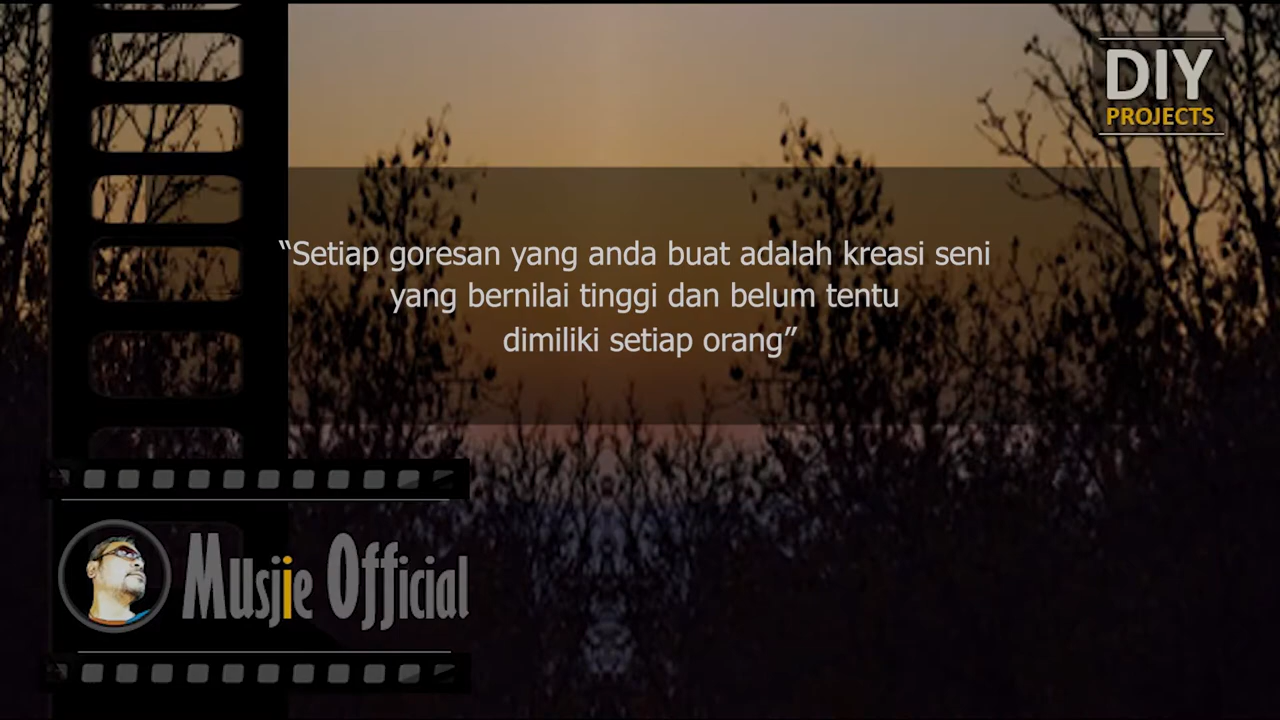 DIY
PROJECTS
“Setiap goresan yang anda buat adalah kreasi seni
yang bernilai tinggi dan belum tentu
dimiliki setiap orang”
Musjie Official